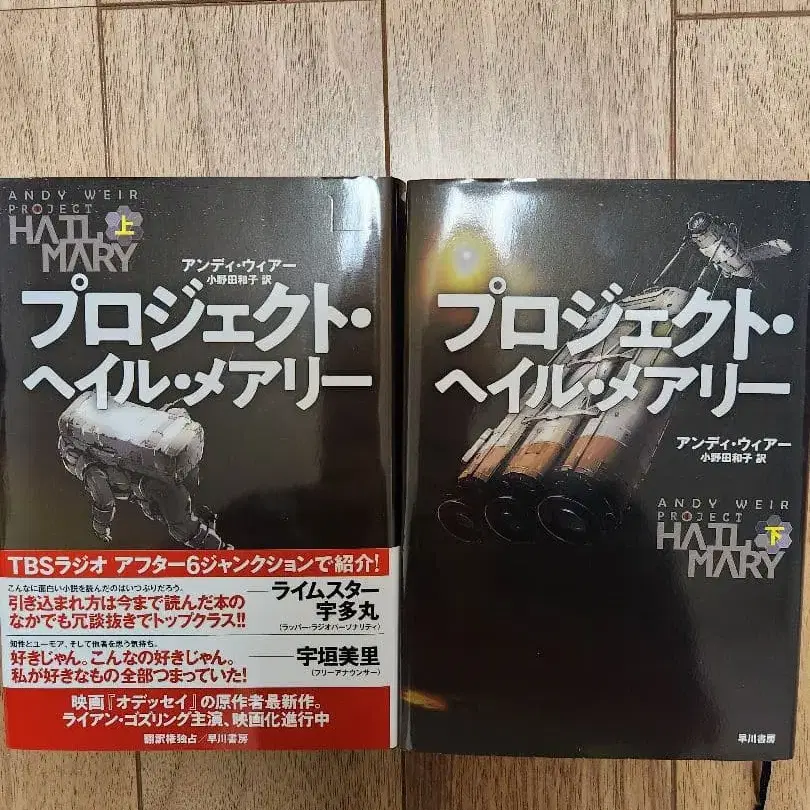 ANDY WEIR
PROJECT
HAIL
MARY
上
アンディ・ウィアー
小野田和子 訳
プロジェクト・
ヘイル・メアリー
TBSラジオ アフター6ジャンクションで紹介!
こんなに面白い小説を読んだのはいつぶりだろう。
引き込まれ方は今まで読んだ本の
なかでも冗談抜きでトップクラス!!
ライムスター
宇多丸
(ラッパー・ラジオパーソナリティ)
知性とユーモア、そして他者を思う気持ち。
好きじゃん。こんなの好きじゃん。
私が好きなもの全部つまっていた!
宇垣美里
(フリーアナウンサー)
映画『オデッセイ』の原作者最新作。
ライアン・ゴズリング主演、映画化進行中
翻訳権独占/早川書房
プロジェクト・
ヘイル・メアリー
アンディ・ウィアー
小野田和子 訳
ANDY WEIR
PROJECT
HAIL
MARY
下
早川書房